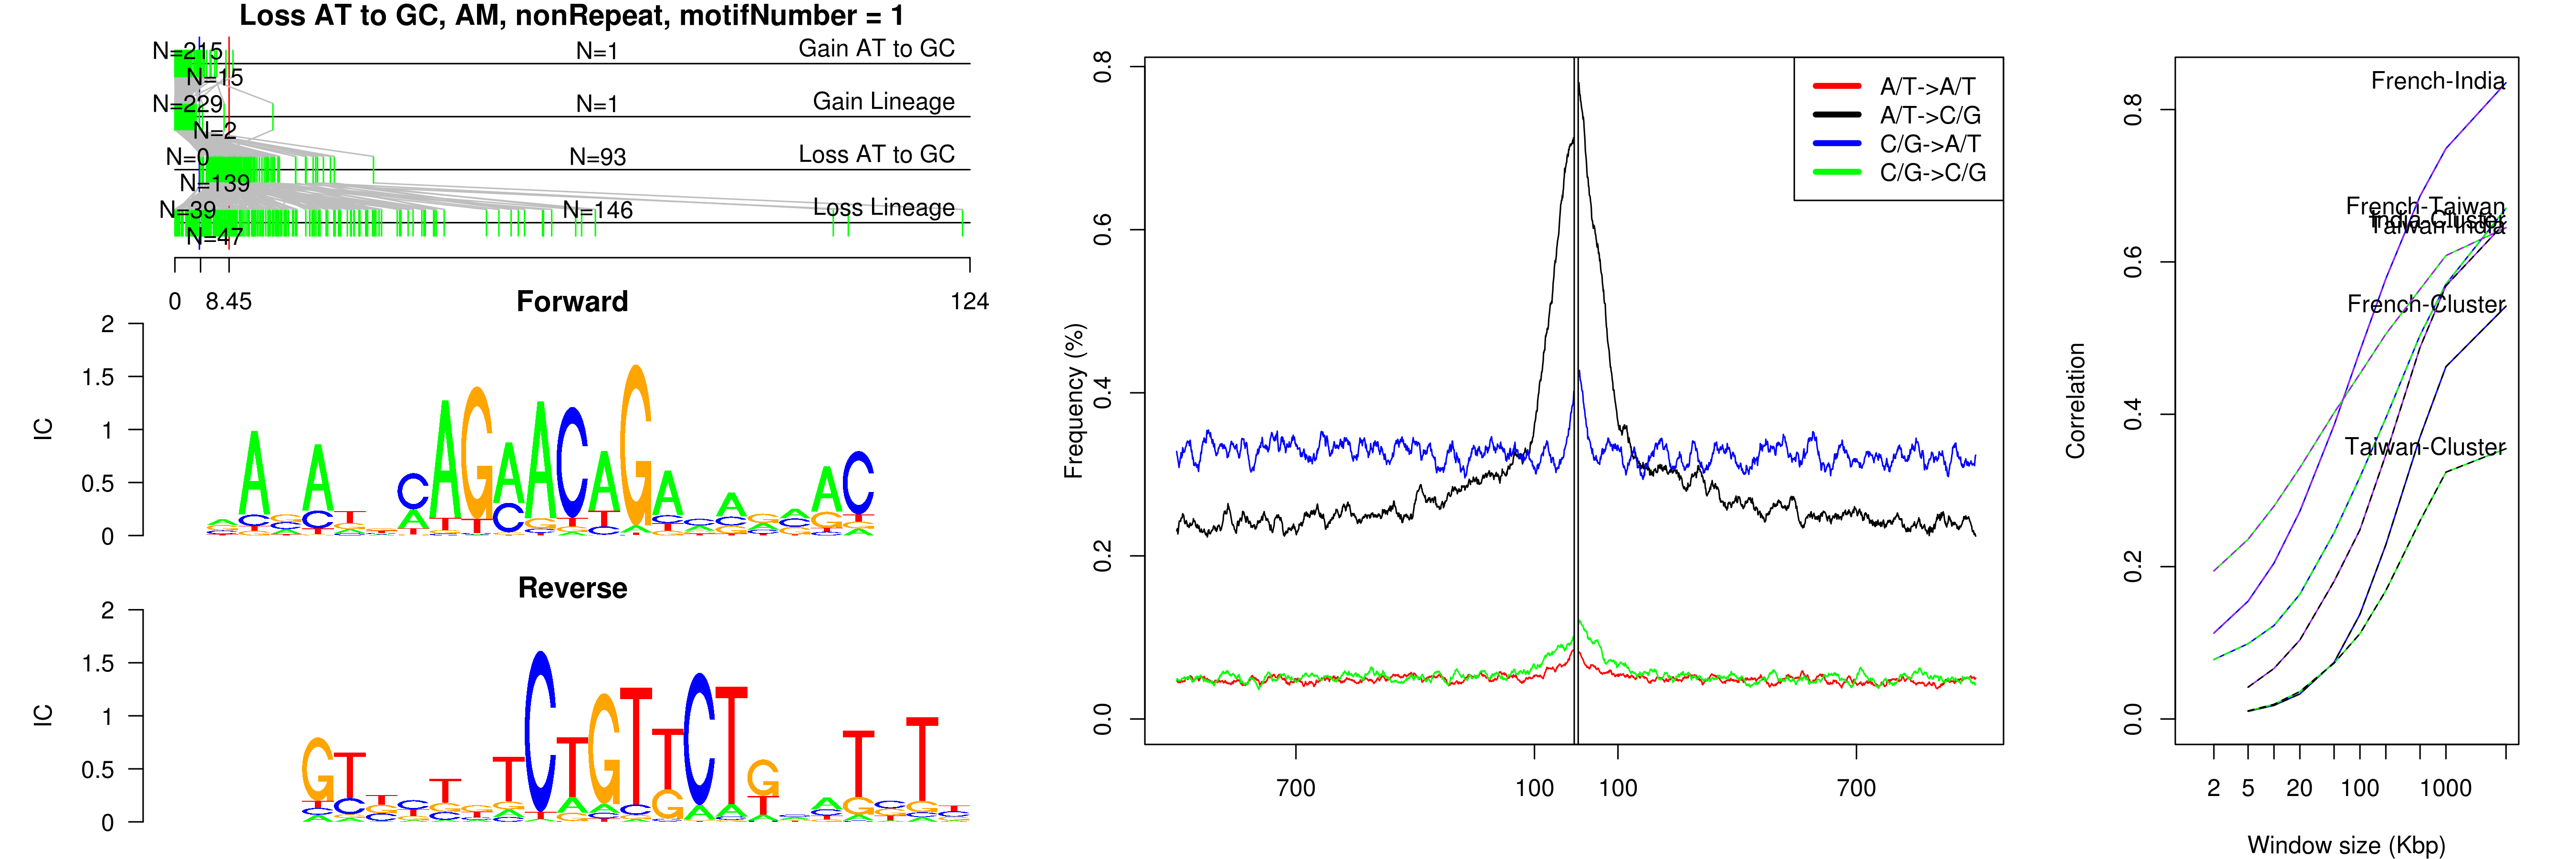 Loss AT to GC, AM, nonRepeat, motifNumber = 1
N=215
N=1
Gain AT to GC
N=15
N=229
N=1
Gain Lineage
N=2
N=0
N=93
Loss AT to GC
N=139
N=39
N=146
Loss Lineage
N=47
0 8.45 124
Forward
2
1.5
1
0.5
0
IC
Reverse
2
1.5
1
0.5
0
IC
0.8
0.6
0.4
0.2
0.0
Frequency (%)
A/T->A/T
A/T->C/G
C/G->A/T
C/G->C/G
700 100 100 700
0.8
0.6
0.4
0.2
0.0
Correlation
French-India
French-Taiwan
India-Cluster
Taiwan-India
French-Cluster
Taiwan-Cluster
2 5 20 100 1000
Window size (Kbp)